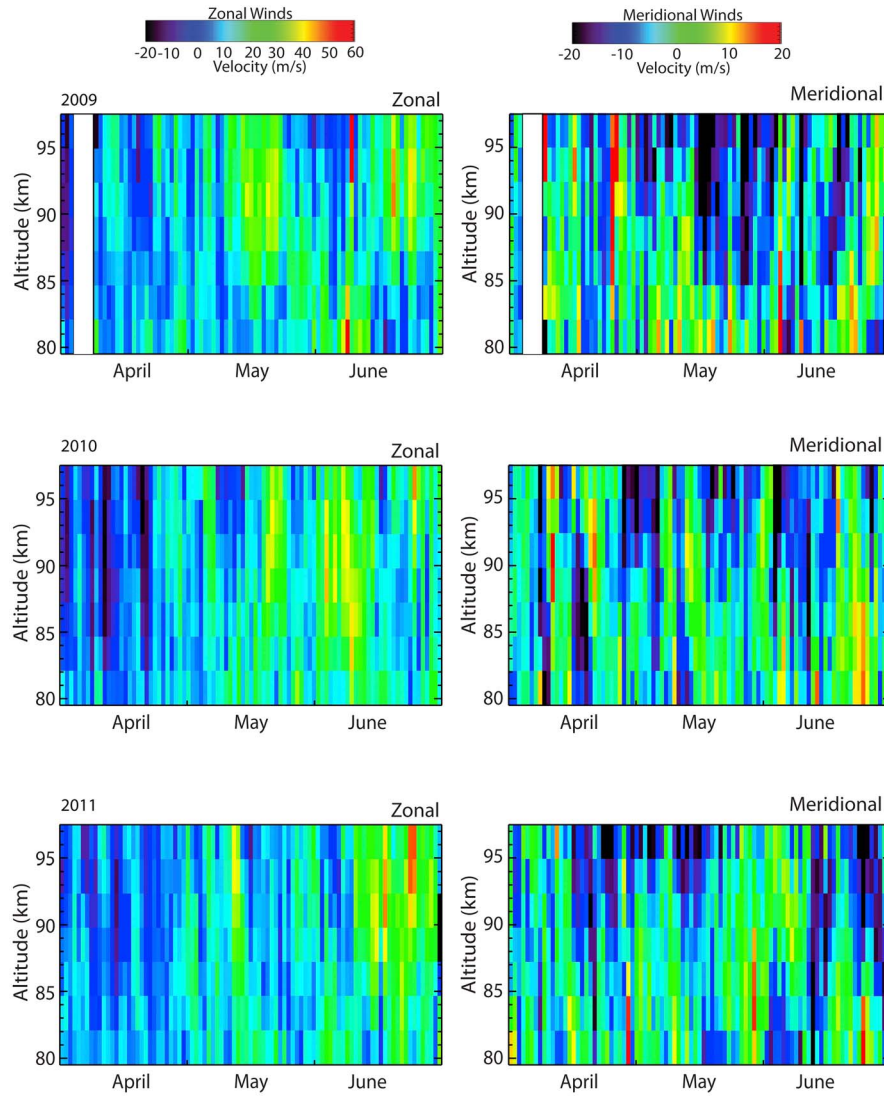 Zonal Winds
-20 -10 0 10 20 30 40 50 60
Velocity (m/s)
Meridional Winds
-20 -10 0 10 20
Velocity (m/s)
2009
Zonal
Altitude (km)
95
90
85
80
April May June
Meridional
Altitude (km)
95
90
85
80
April May June
2010
Zonal
Altitude (km)
95
90
85
80
April May June
Meridional
Altitude (km)
95
90
85
80
April May June
2011
Zonal
Altitude (km)
95
90
85
80
April May June
Meridional
Altitude (km)
95
90
85
80
April May June